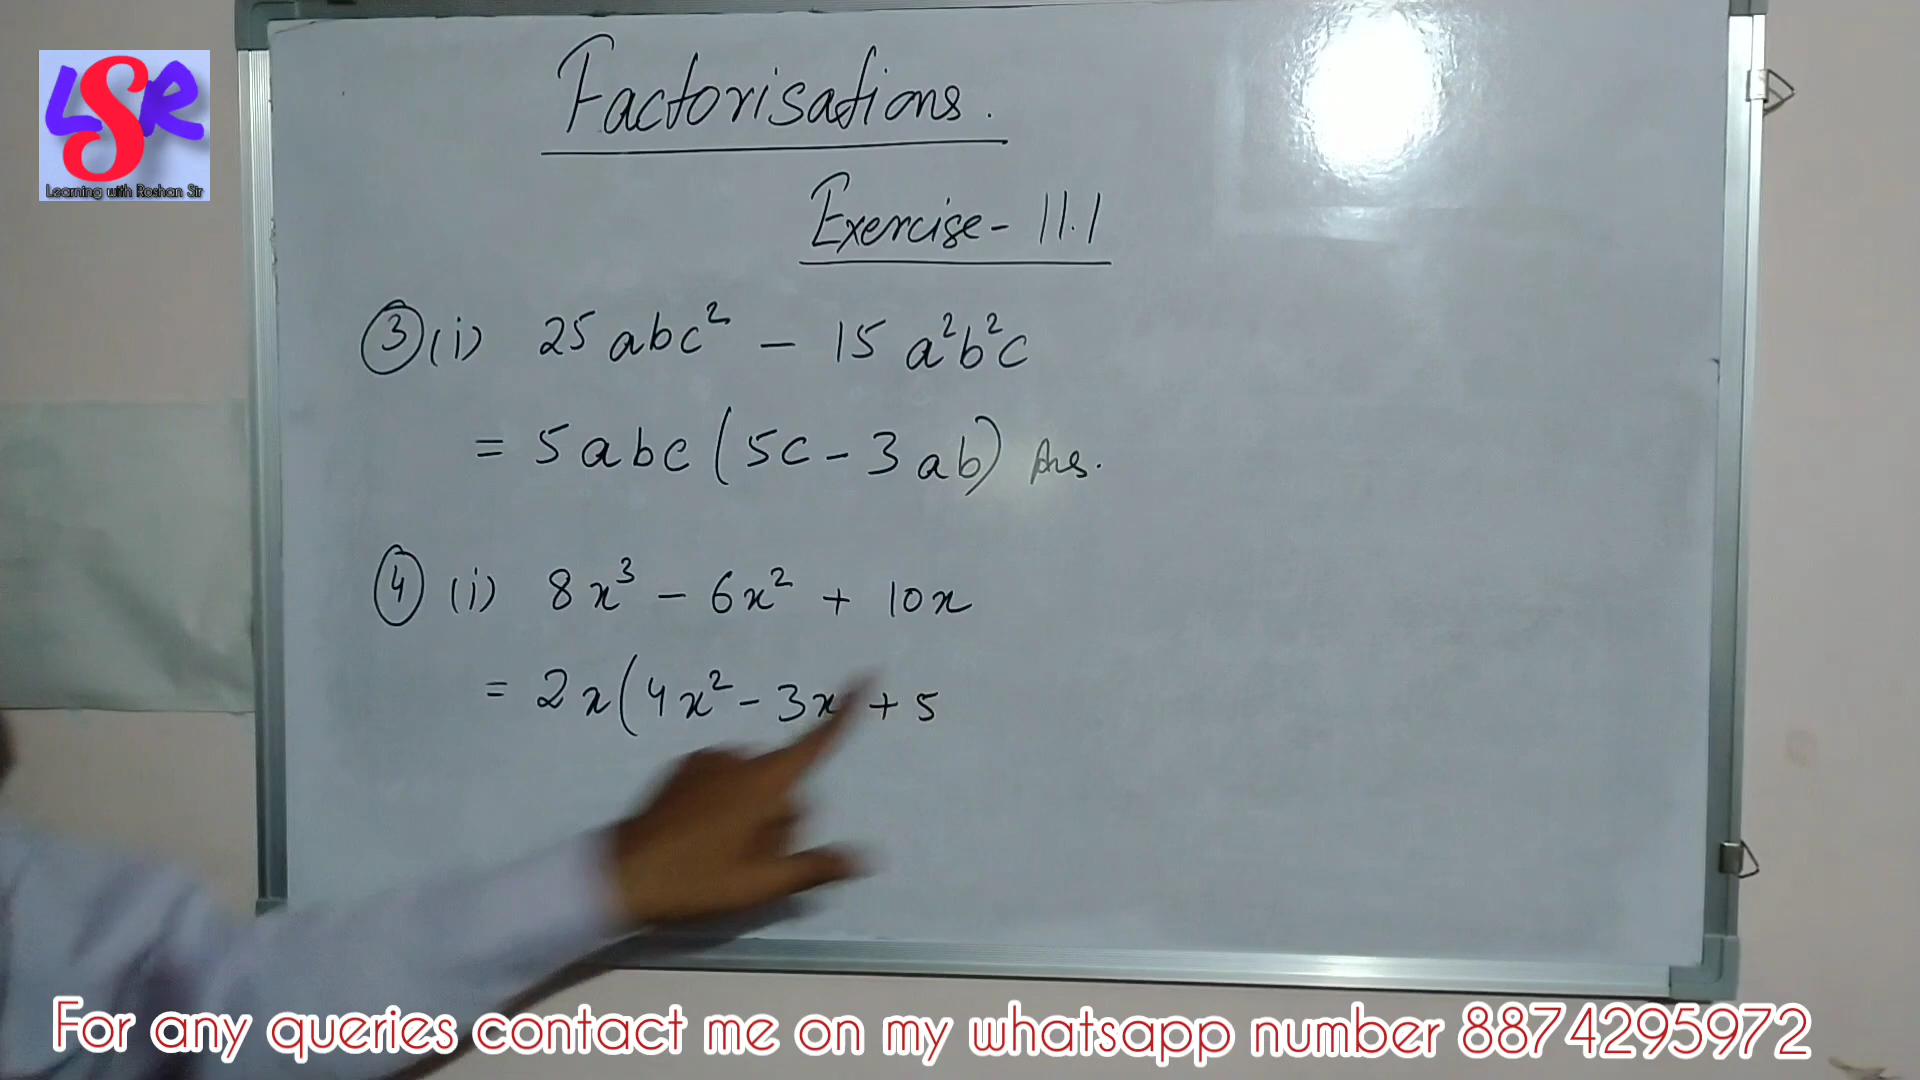 LSR
Learning with Roshan Sir
Factorisations.
Exercise - 11.1
③ (i) 25abc² - 15a²b²c
= 5abc(5c - 3ab) Ans.
④ (i) 8x³ - 6x² + 10x
= 2x(4x² - 3x + 5
For any queries contact me on my whatsapp number 8874295972